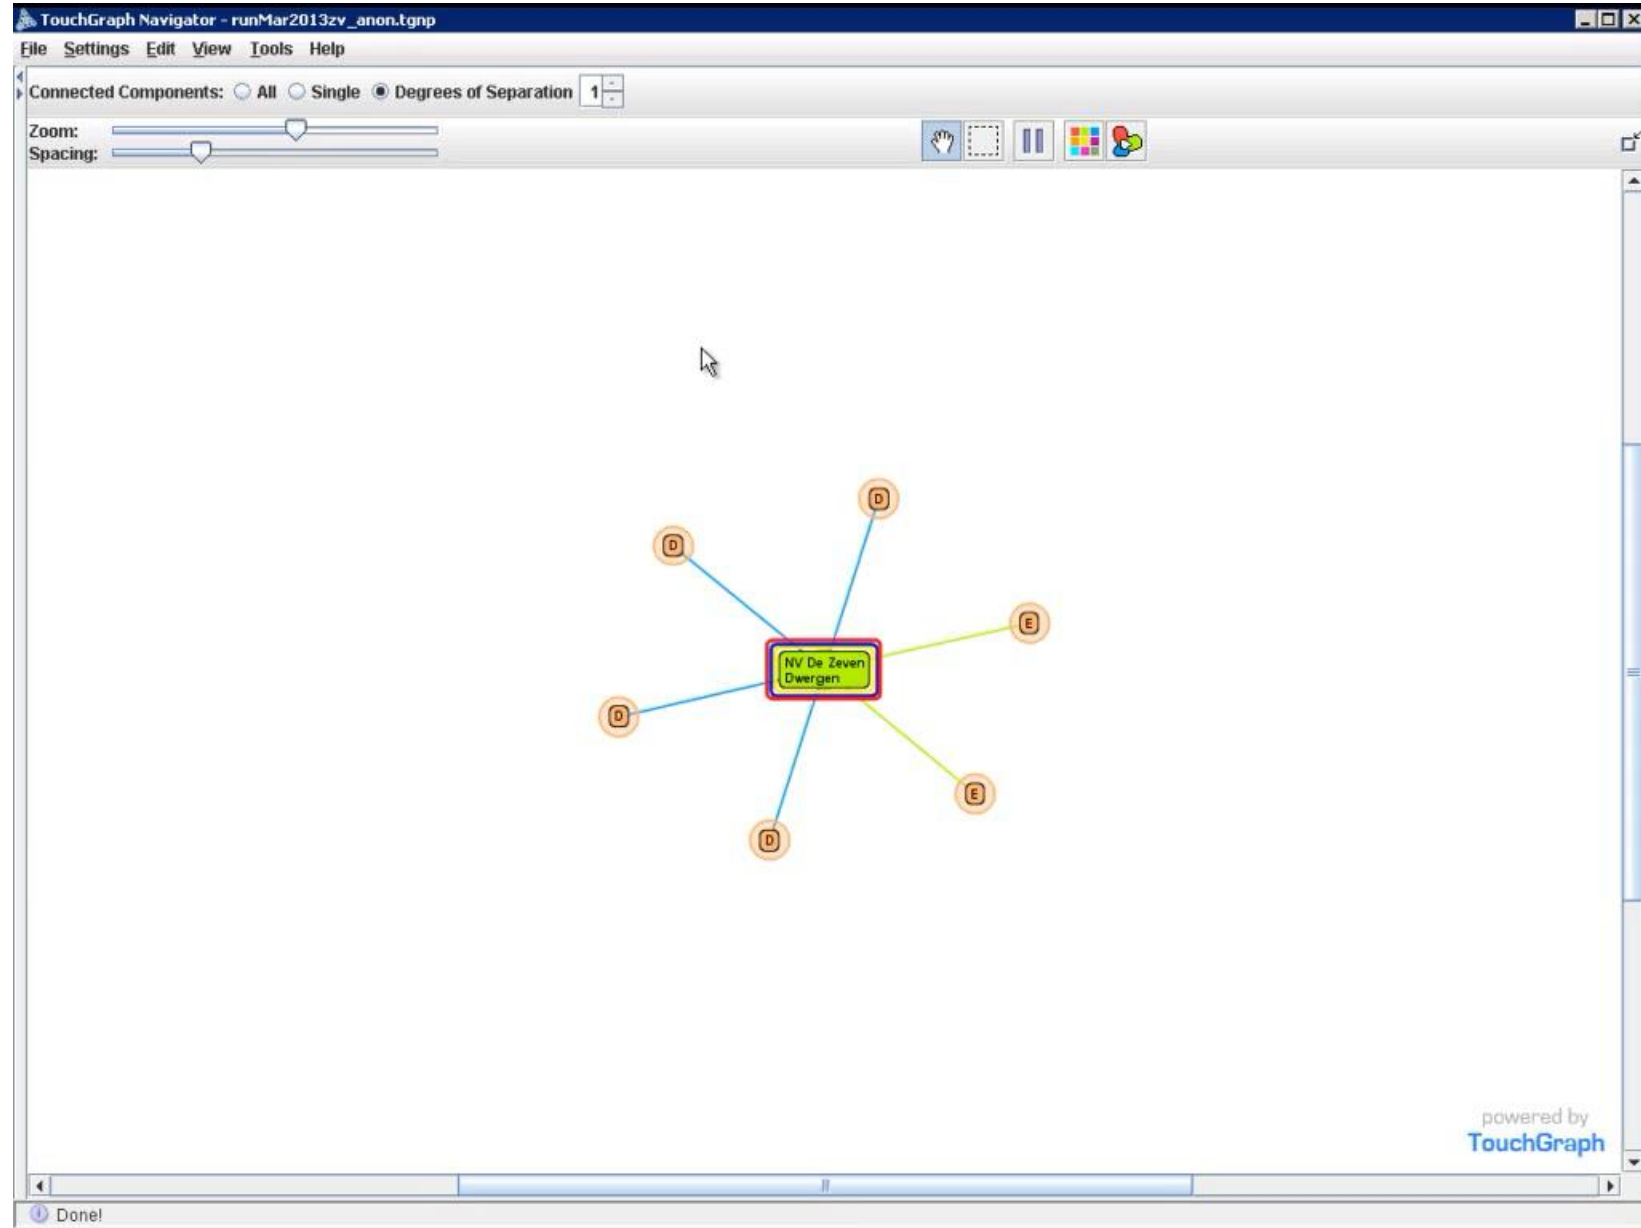 TouchGraph Navigator - runMar2013zv_anon.tgnp
File Settings Edit View Tools Help
Connected Components: All Single Degrees of Separation 1
Zoom:
Spacing:
D
D
E
NV De Zeven
Dwergen
D
E
D
powered by
TouchGraph
Done!